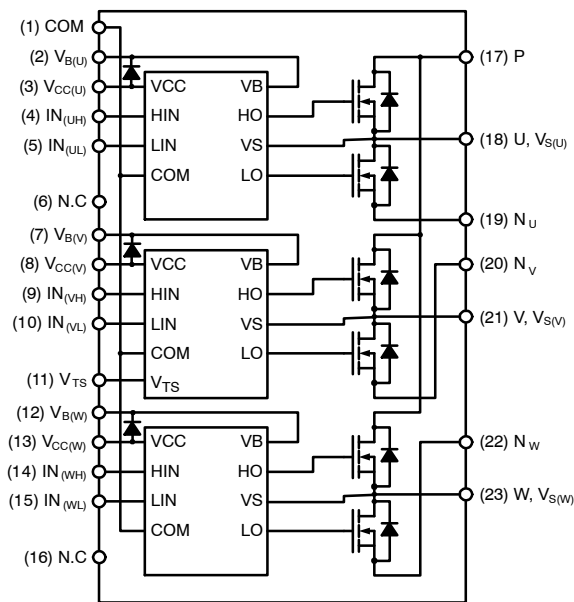 (1) COM
(2) VB(U)
(3) VCC(U)
(4) IN(UH)
(5) IN(UL)
(6) N.C
(7) VB(V)
(8) VCC(V)
(9) IN(VH)
(10) IN(VL)
(11) VTS
(12) VB(W)
(13) VCC(W)
(14) IN(WH)
(15) IN(WL)
(16) N.C
VCC VB
HIN HO
LIN VS
COM LO
VCC VB
HIN HO
LIN VS
COM LO
VTS
VCC VB
HIN HO
LIN VS
COM LO
(17) P
(18) U, VS(U)
(19) NU
(20) NV
(21) V, VS(V)
(22) NW
(23) W, VS(W)